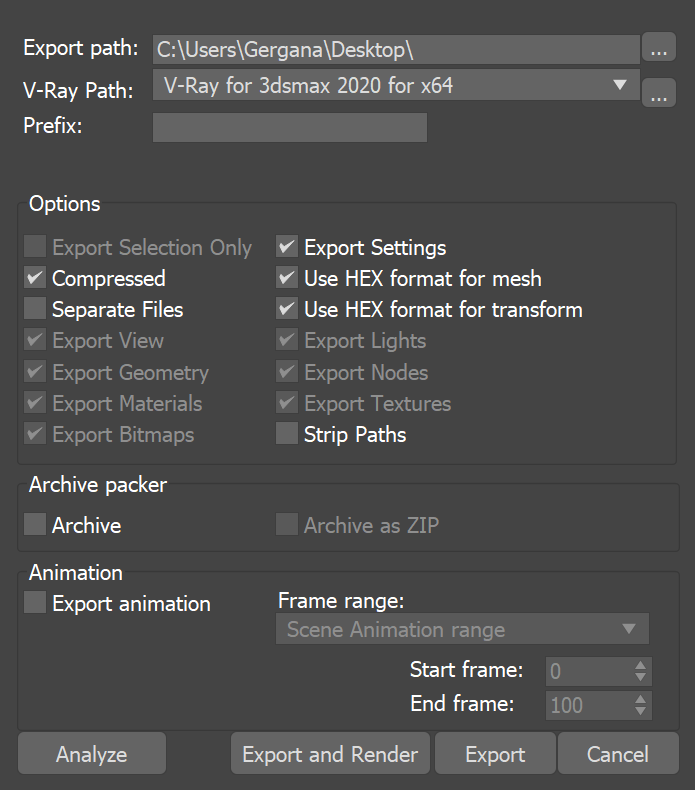 Export path: C:\Users\Gergana\Desktop\ ...
V-Ray Path: V-Ray for 3dsmax 2020 for x64 ...
Prefix:
Options
Export Selection Only Export Settings
Compressed Use HEX format for mesh
Separate Files Use HEX format for transform
Export View Export Lights
Export Geometry Export Nodes
Export Materials Export Textures
Export Bitmaps Strip Paths
Archive packer
Archive Archive as ZIP
Animation
Export animation Frame range:
Scene Animation range
Start frame: 0
End frame: 100
Analyze Export and Render Export Cancel